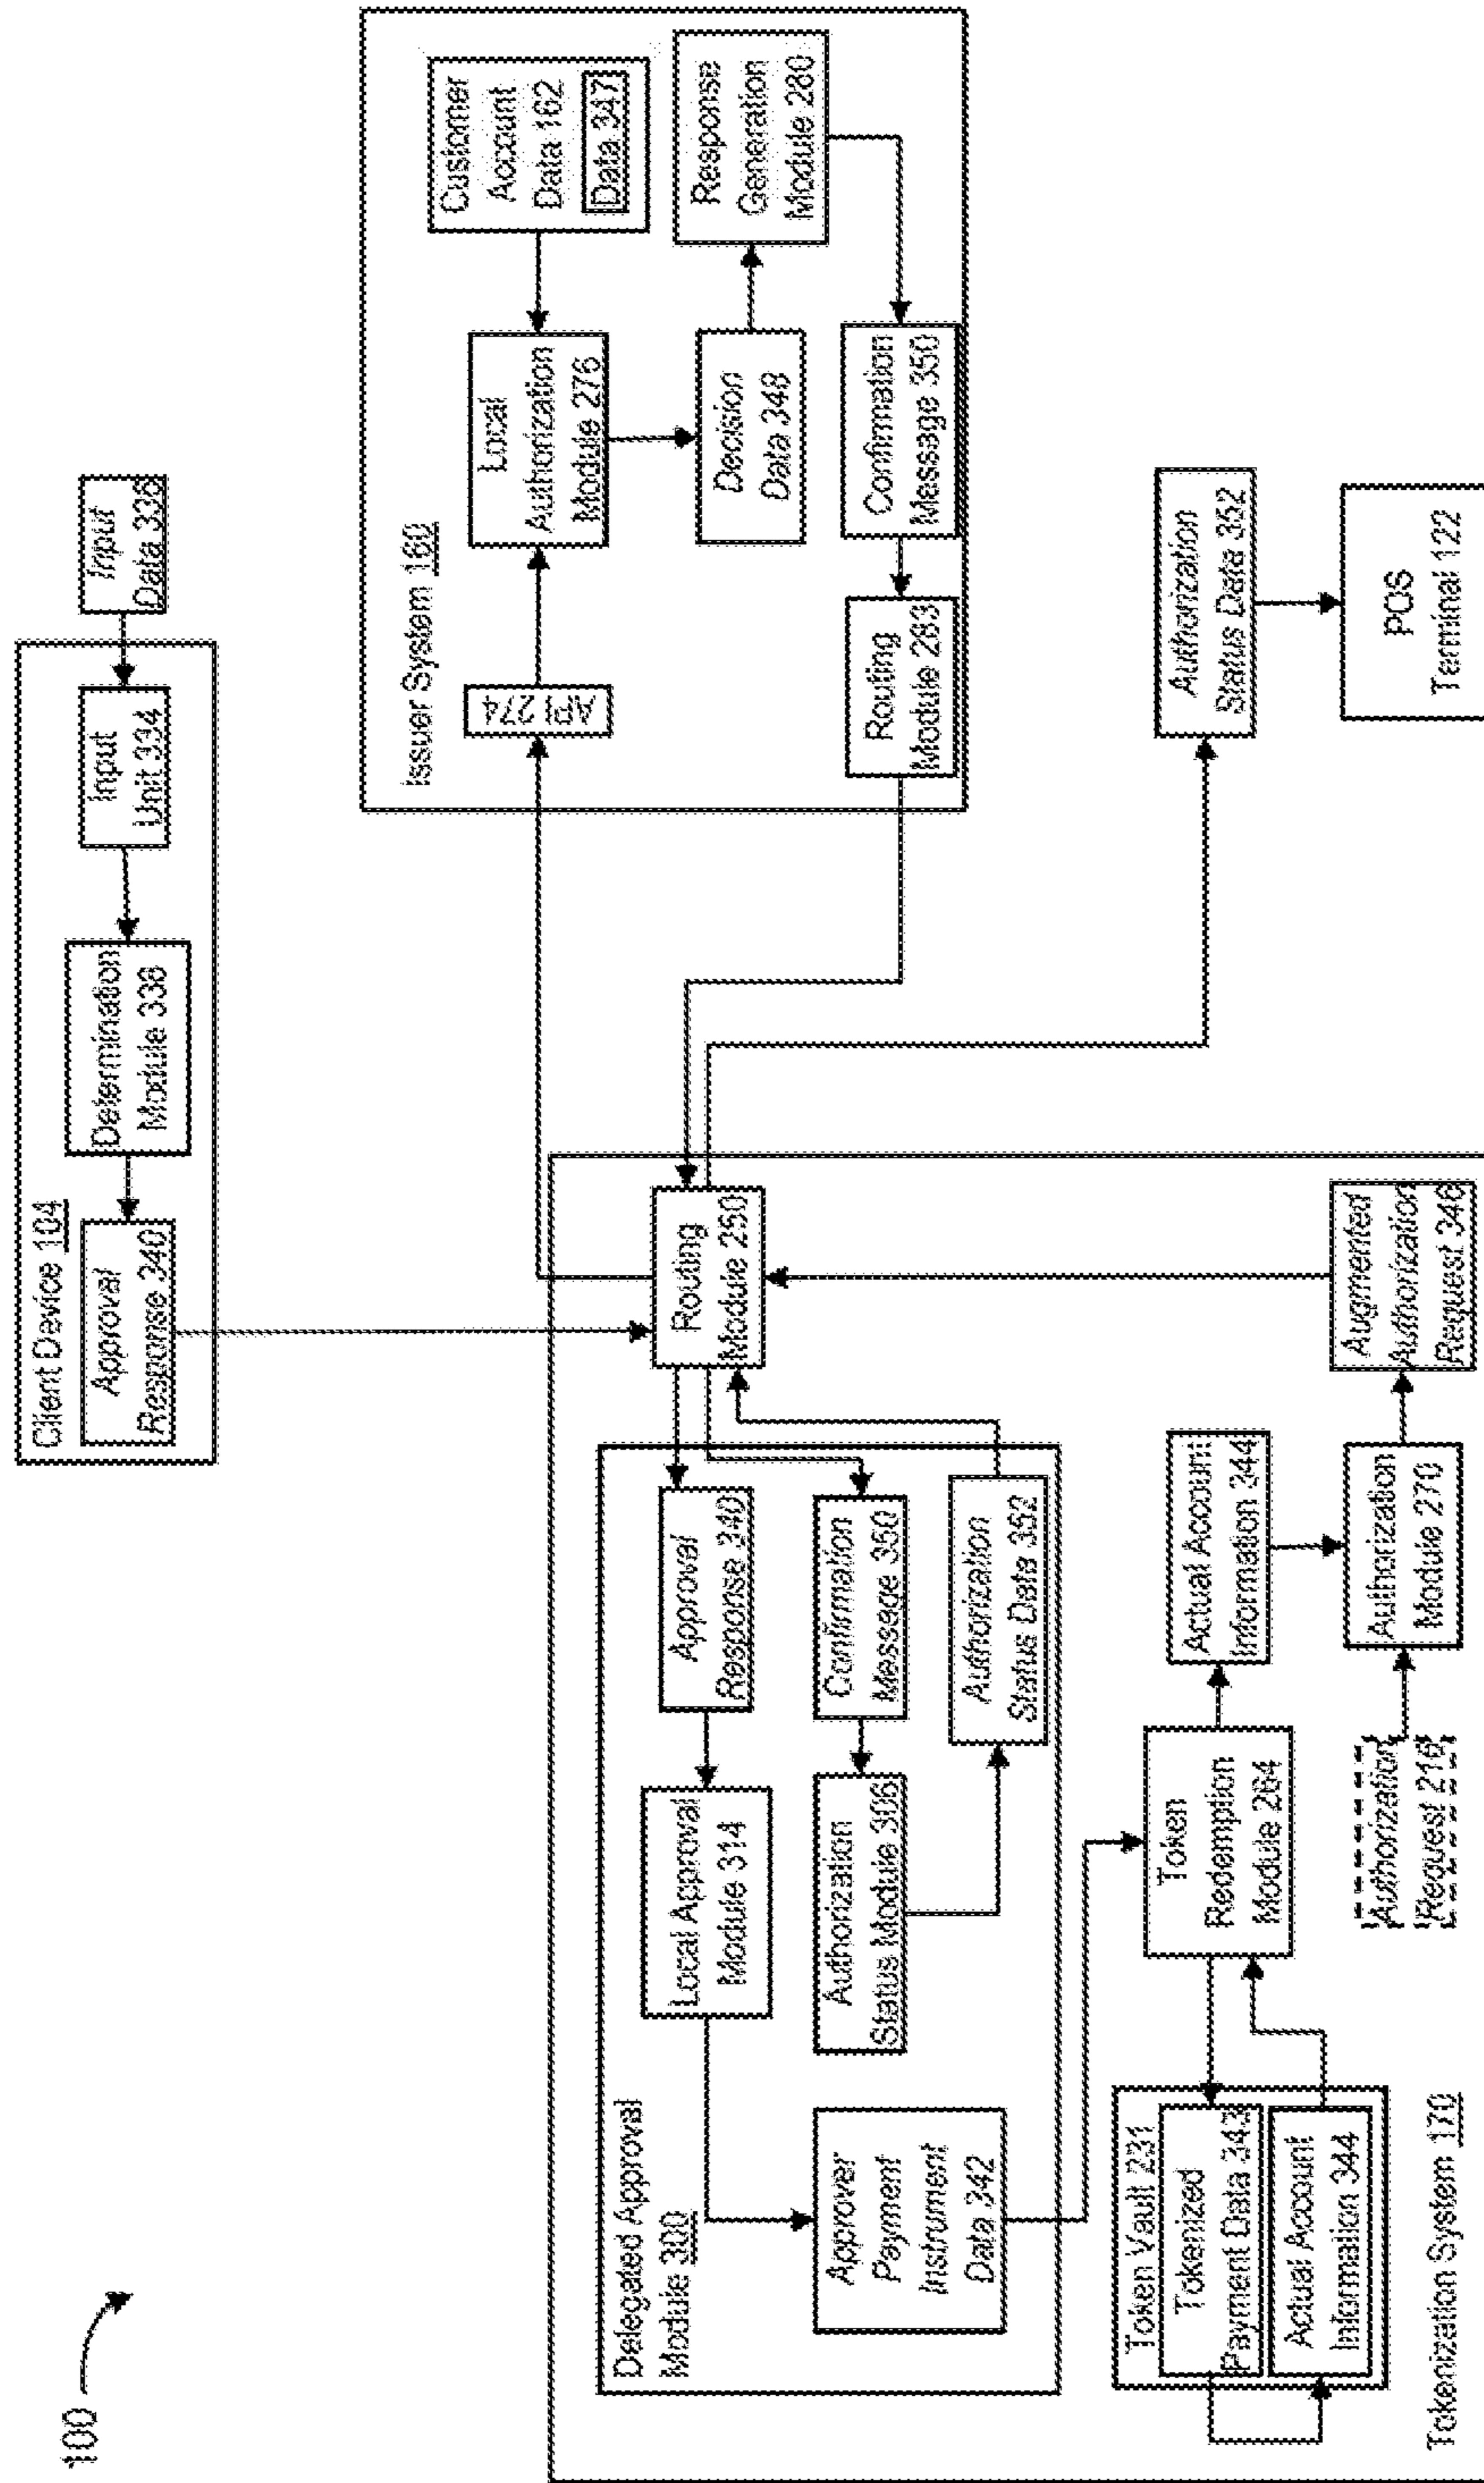 100
Client Device 104
Approval
Response 340
Determination
Module 338
Input
Unit 334
Input
Data 336
Issuer System 160
API 274
Local
Authorization
Module 276
Customer
Account
Data 162
Data 347
Decision
Data 348
Response
Generation
Module 280
Routing
Module 283
Confirmation
Message 350
Routing
Module 250
Delegated Approval
Module 300
Local Approval
Module 314
Approval
Response 340
Authorization
Status Module 306
Confirmation
Message 350
Approver
Payment
Instrument
Data 342
Authorization
Status Data 352
Token Vault 231
Tokenized
Payment Data 343
Actual Account
Information 344
Token
Redemption
Module 264
Actual Account
Information 344
Authorization
Request 216
Authorization
Module 270
Augmented
Authorization
Request 346
Tokenization System 170
Authorization
Status Data 352
POS
Terminal 122